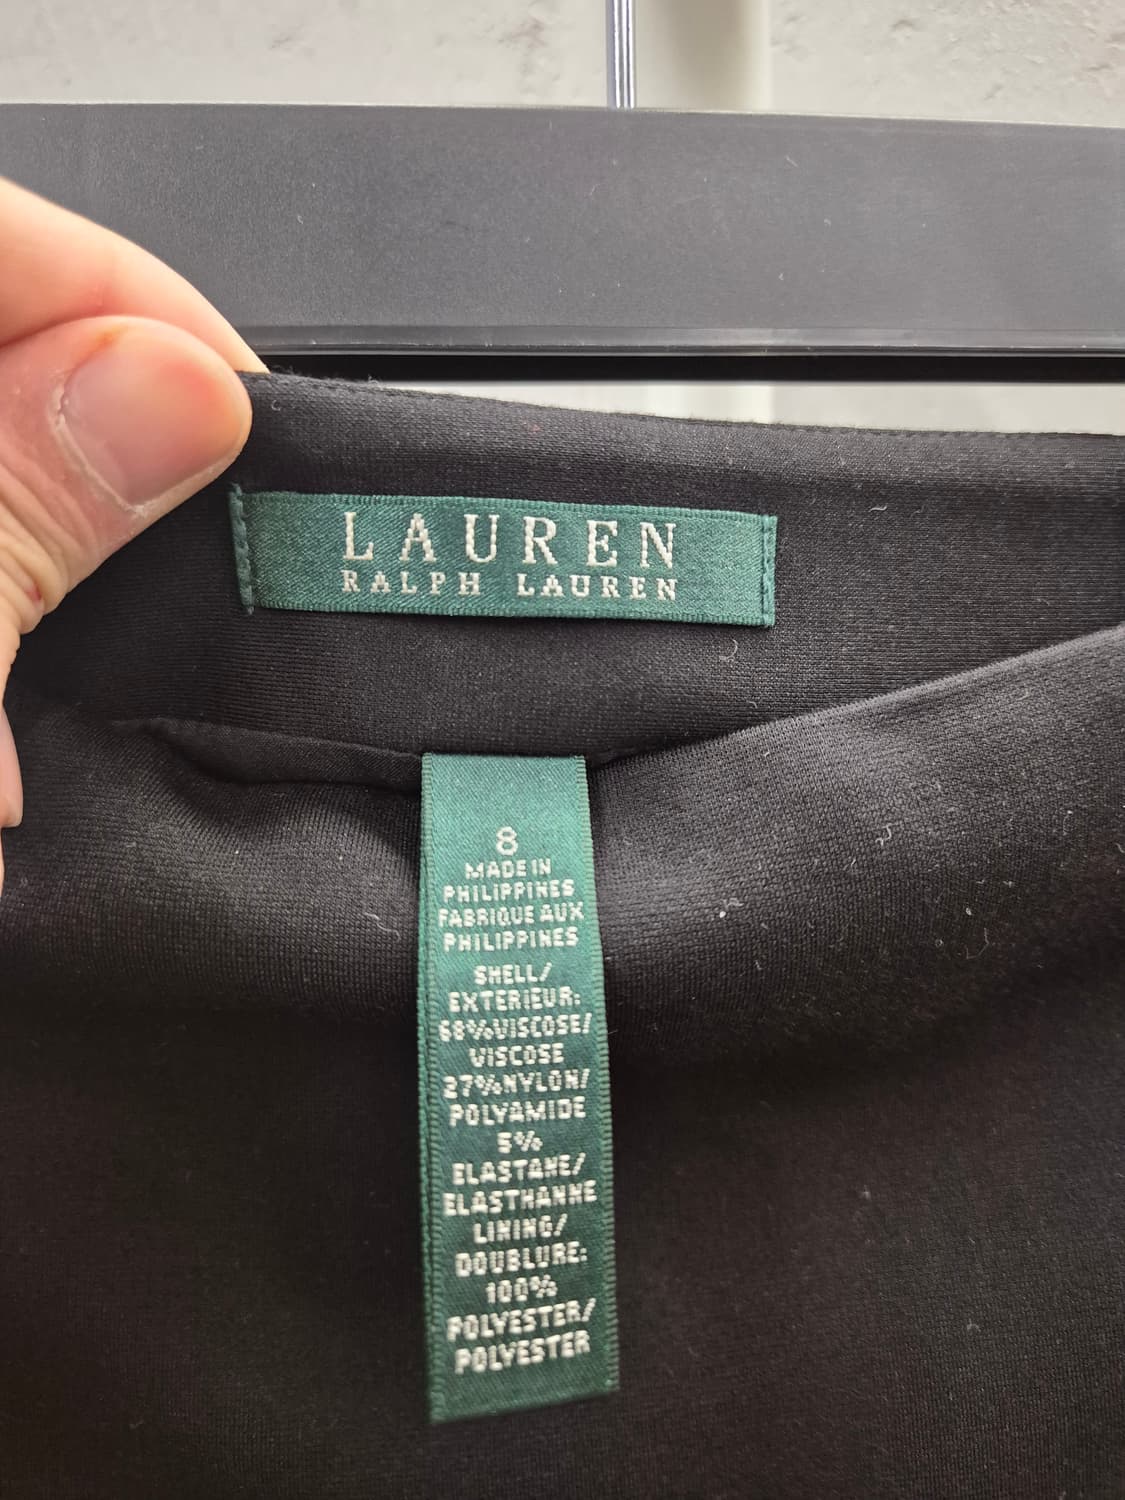 LAUREN
RALPH LAUREN
8
MADE IN
PHILIPPINES
FABRIQUE AUX
PHILIPPINES
SHELL/
EXTERIEUR:
68%VISCOSE/
VISCOSE
27%NYLON/
POLYAMIDE
5%
ELASTANE/
ELASTHANNE
LINING/
DOUBLURE:
100%
POLYESTER/
POLYESTER